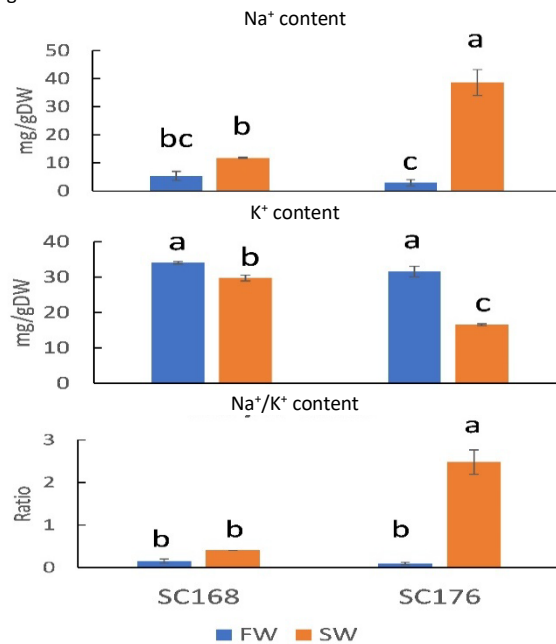 Na⁺ content
mg/gDW
50
40
30
20
10
0
bc
b
c
a
K⁺ content
mg/gDW
40
30
20
10
0
a
b
a
c
Na⁺/K⁺ content
Ratio
3
2
1
0
b
b
b
a
SC168 SC176
FW SW